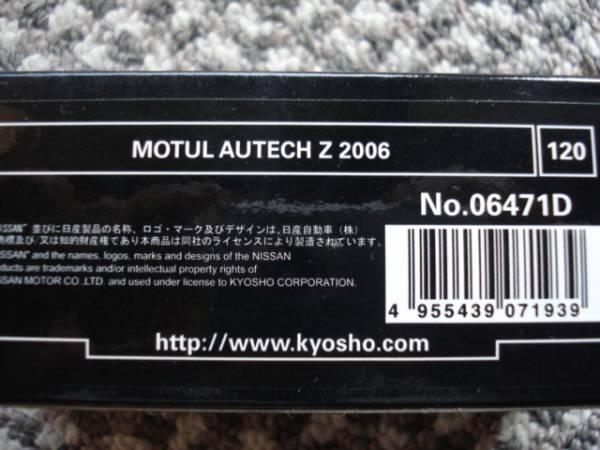 MOTUL AUTECH Z 2006
120
No.06471D
並びに日産製品の名称、ロゴ・マーク及びデザインは、日産自動車（株）
商標及び/又は知的財産権であり本商品は同社のライセンスにより製造されています。
and the names, logos, marks and designs of the NISSAN
products are trademarks and/or intellectual property rights of
NISSAN MOTOR CO.,LTD. and used under license to KYOSHO CORPORATION.
4 955439 071939
http://www.kyosho.com